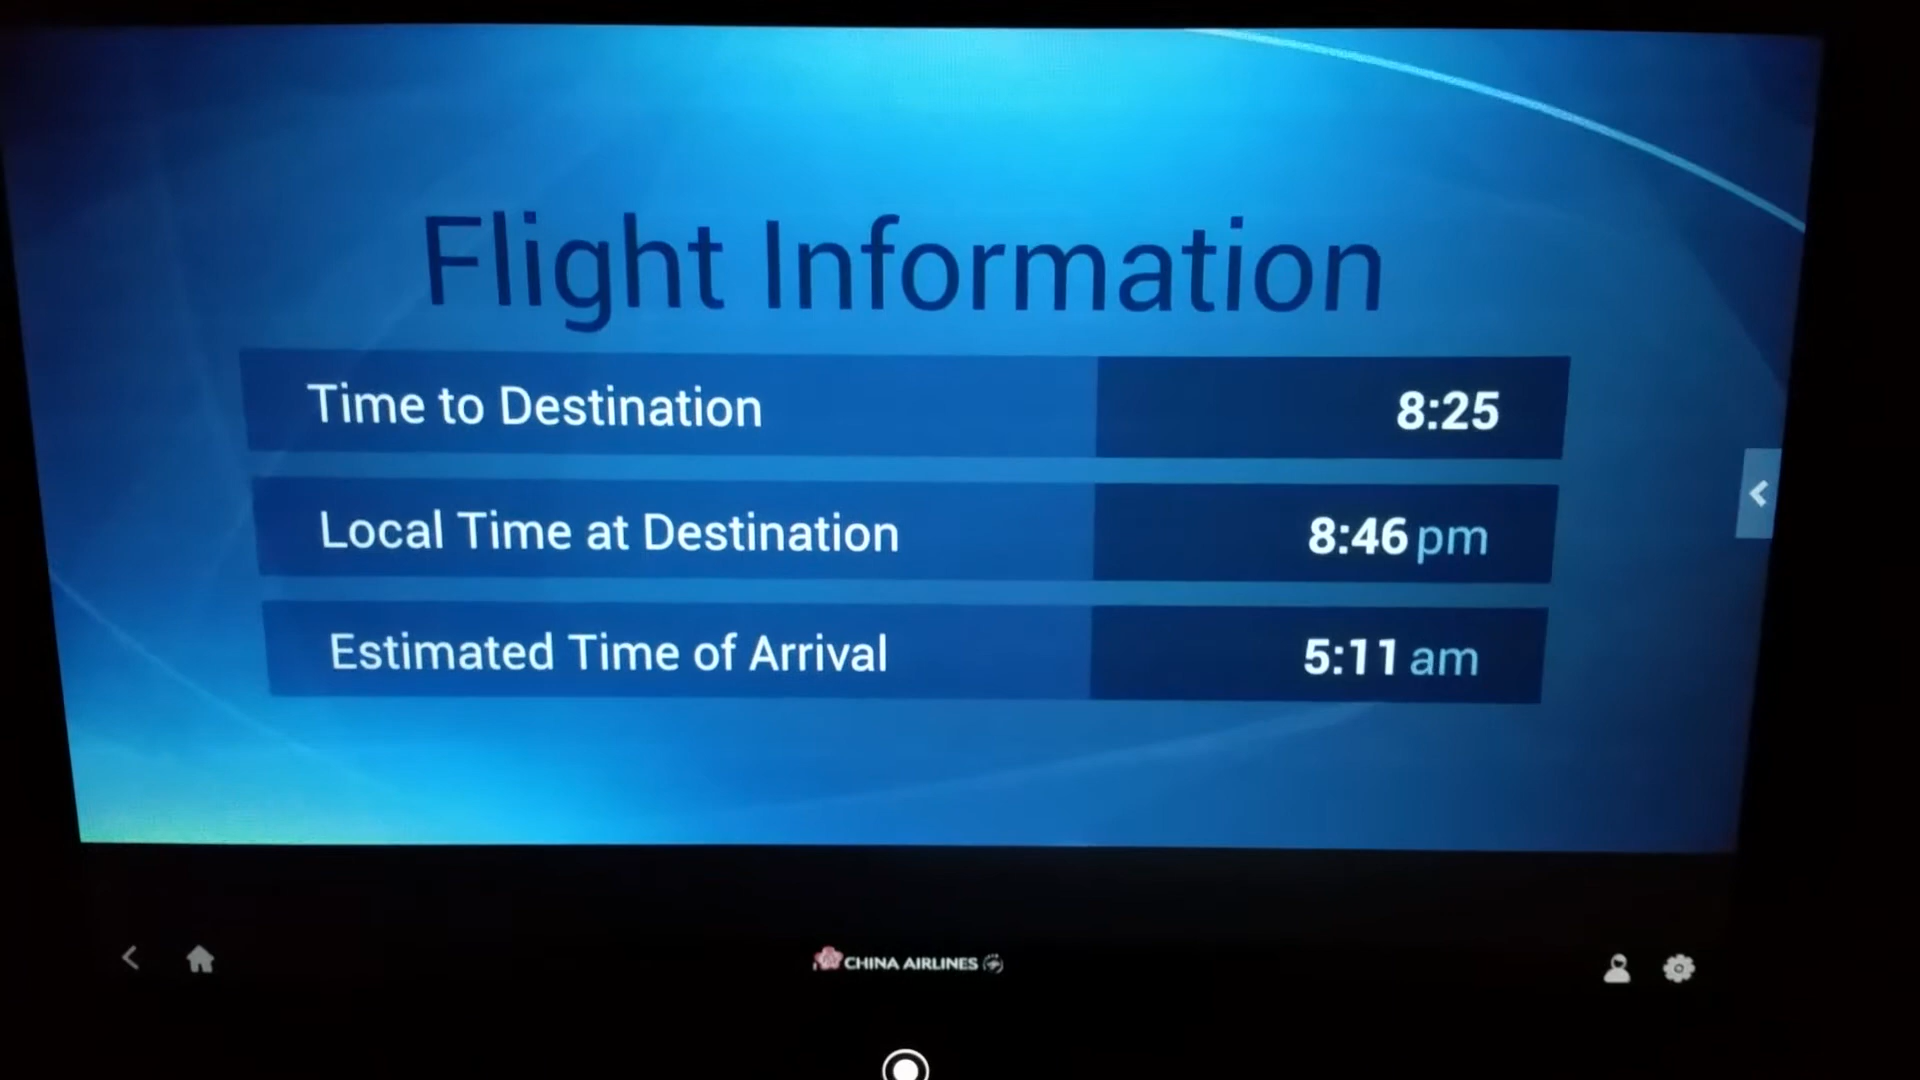 Flight Information
Time to Destination 8:25
Local Time at Destination 8:46 pm
Estimated Time of Arrival 5:11 am
CHINA AIRLINES